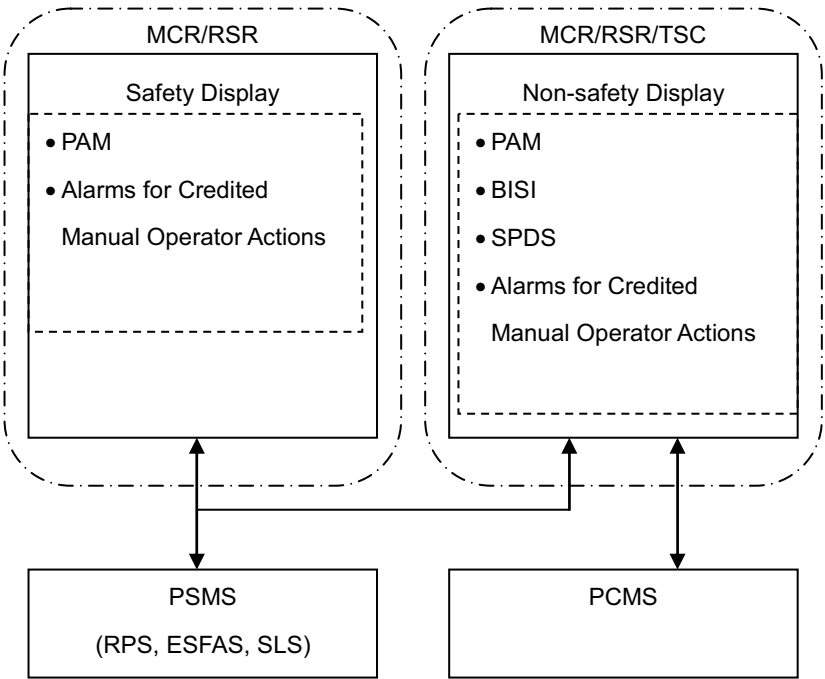 MCR/RSR
Safety Display
• PAM
• Alarms for Credited
Manual Operator Actions
MCR/RSR/TSC
Non-safety Display
• PAM
• BISI
• SPDS
• Alarms for Credited
Manual Operator Actions
PSMS
(RPS, ESFAS, SLS)
PCMS